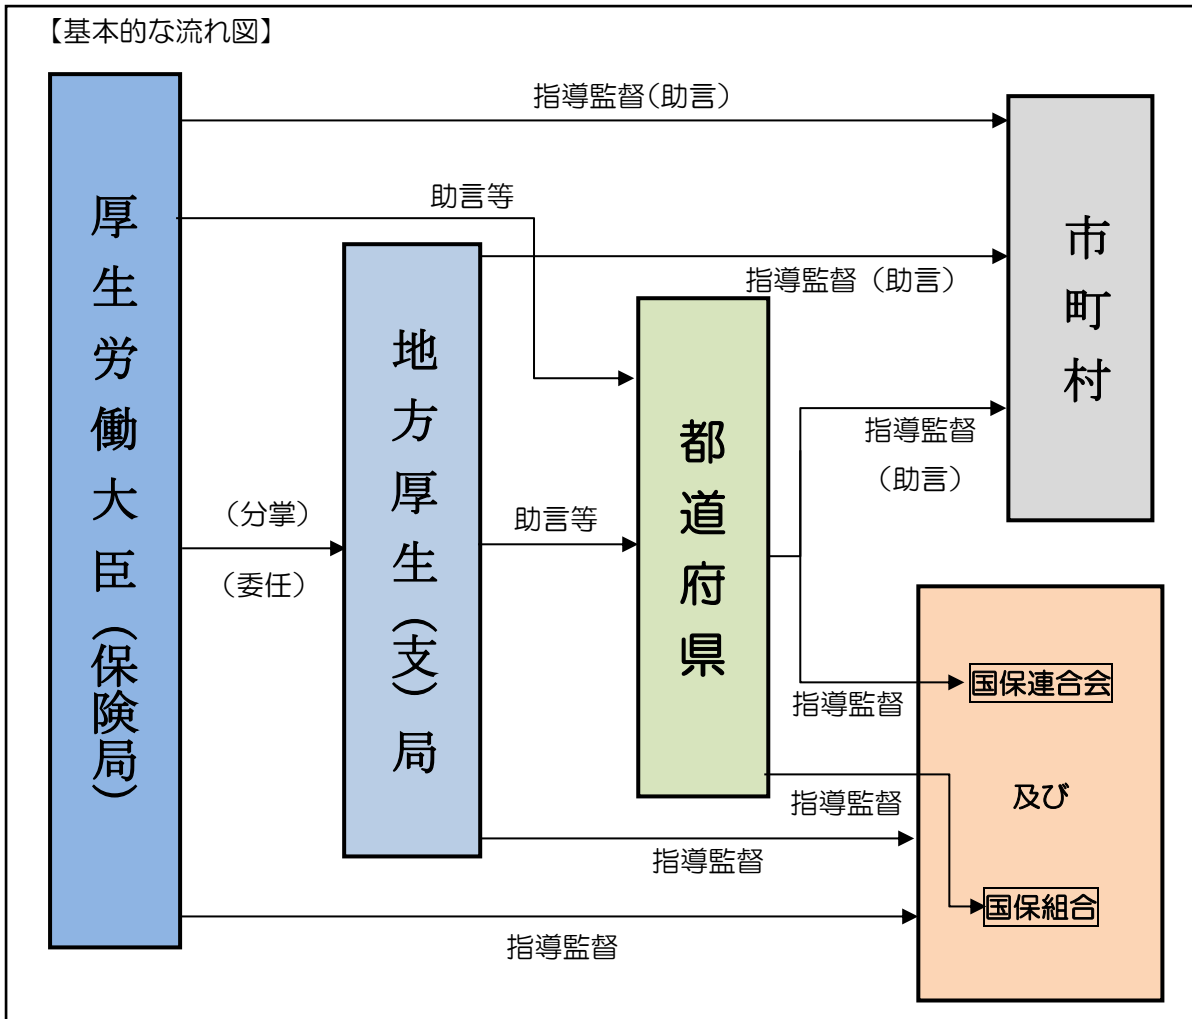 【基本的な流れ図】
指導監督(助言)
助言等
指導監督（助言）
厚生労働大臣（保険局）
地方厚生（支）局
都道府県
市町村
指導監督
（助言）
（分掌）
（委任）
助言等
国保連合会
指導監督
及び
指導監督
指導監督
国保組合
指導監督